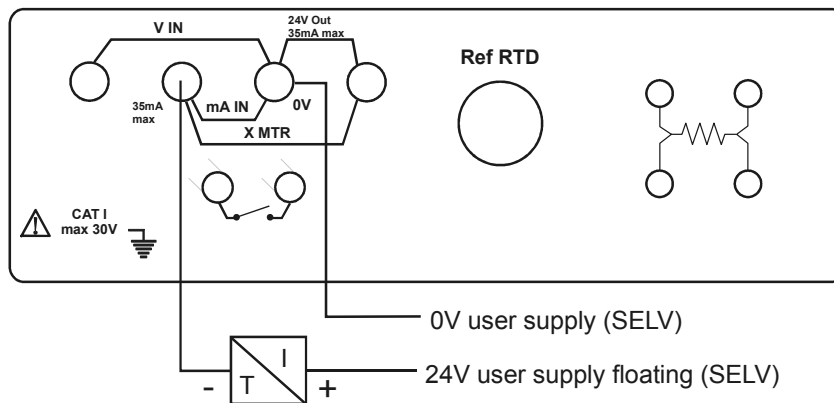 V IN
24V Out
35mA max
Ref RTD
35mA
max
mA IN
0V
X MTR
CAT I
max 30V
0V user supply (SELV)
I
T
- +
24V user supply floating (SELV)